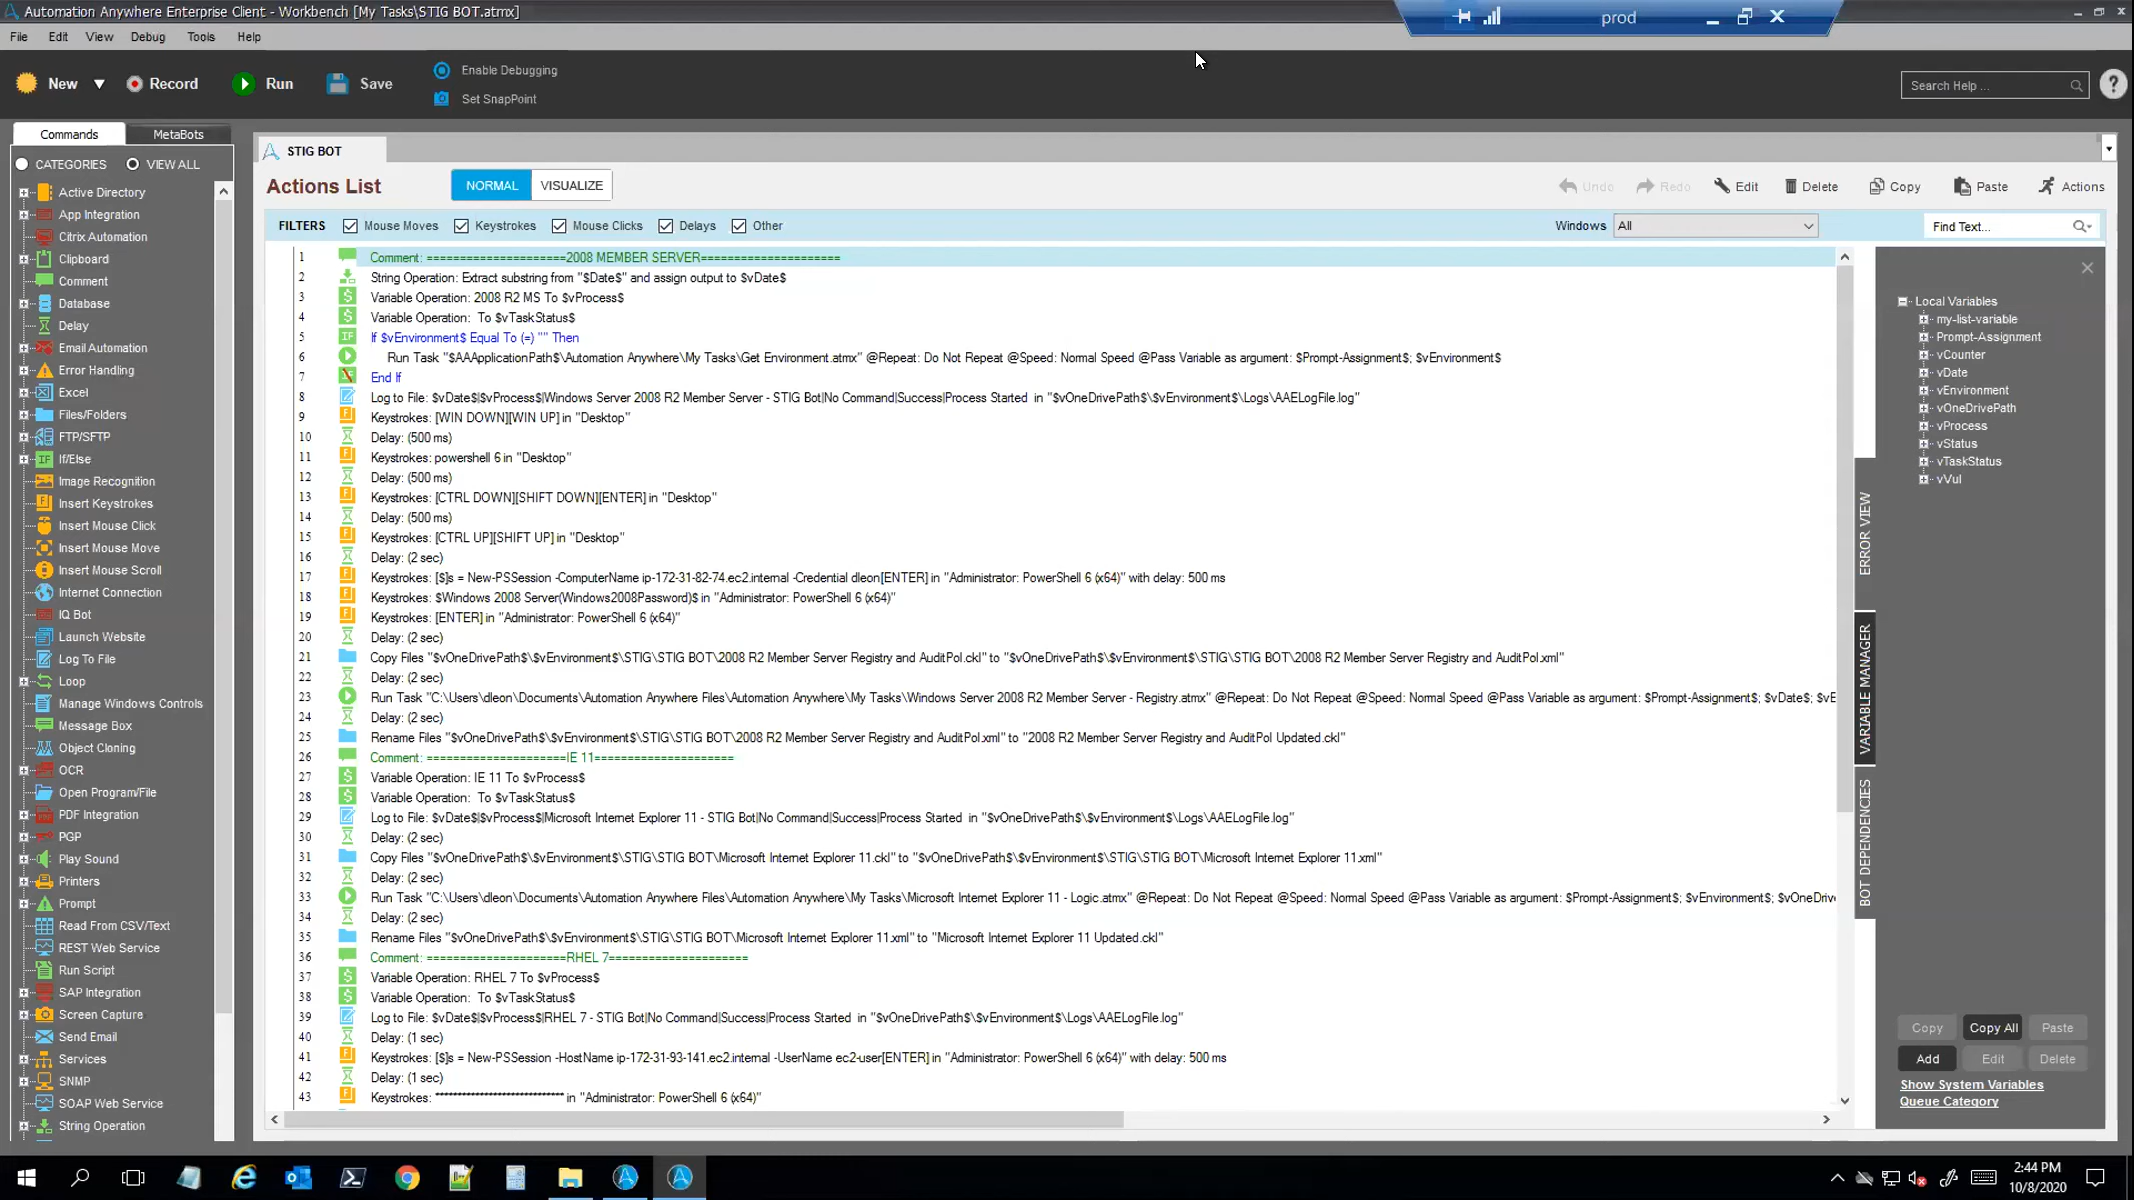 Automation Anywhere Enterprise Client - Workbench [My Tasks\STIG BOT.atmx]
prod
File Edit View Debug Tools Help
New Record Run Save
Enable Debugging
Set SnapPoint
Search Help ...
Commands MetaBots
CATEGORIES VIEW ALL
Active Directory
App Integration
Citrix Automation
Clipboard
Comment
Database
Delay
Email Automation
Error Handling
Excel
Files/Folders
FTP/SFTP
If/Else
Image Recognition
Insert Keystrokes
Insert Mouse Click
Insert Mouse Move
Insert Mouse Scroll
Internet Connection
IQ Bot
Launch Website
Log To File
Loop
Manage Windows Controls
Message Box
Object Cloning
OCR
Open Program/File
PDF Integration
PGP
Play Sound
Printers
Prompt
Read From CSV/Text
REST Web Service
Run Script
SAP Integration
Screen Capture
Send Email
Services
SNMP
SOAP Web Service
String Operation
STIG BOT
Actions List NORMAL VISUALIZE Undo Redo Edit Delete Copy Paste Actions
FILTERS Mouse Moves Keystrokes Mouse Clicks Delays Other Windows All Find Text...
1 Comment: =====================2008 MEMBER SERVER=====================
2 String Operation: Extract substring from "$Date$" and assign output to $vDate$
3 Variable Operation: 2008 R2 MS To $vProcess$
4 Variable Operation: To $vTaskStatus$
5 If $vEnvironment$ Equal To (=) "" Then
6 Run Task "$AAApplicationPath$\Automation Anywhere\My Tasks\Get Environment.atmx" @Repeat: Do Not Repeat @Speed: Normal Speed @Pass Variable as argument: $Prompt-Assignment$; $vEnvironment$
7 End If
8 Log to File: $vDate$|$vProcess$|Windows Server 2008 R2 Member Server - STIG Bot|No Command|Success|Process Started in "$vOneDrivePath$\$vEnvironment$\Logs\AAELogFile.log"
9 Keystrokes: [WIN DOWN][WIN UP] in "Desktop"
10 Delay: (500 ms)
11 Keystrokes: powershell 6 in "Desktop"
12 Delay: (500 ms)
13 Keystrokes: [CTRL DOWN][SHIFT DOWN][ENTER] in "Desktop"
14 Delay: (500 ms)
15 Keystrokes: [CTRL UP][SHIFT UP] in "Desktop"
16 Delay: (2 sec)
17 Keystrokes: [$]s = New-PSSession -ComputerName ip-172-31-82-74.ec2.internal -Credential dleon[ENTER] in "Administrator: PowerShell 6 (x64)" with delay: 500 ms
18 Keystrokes: $Windows 2008 Server(Windows2008Password)$ in "Administrator: PowerShell 6 (x64)"
19 Keystrokes: [ENTER] in "Administrator: PowerShell 6 (x64)"
20 Delay: (2 sec)
21 Copy Files "$vOneDrivePath$\$vEnvironment$\STIG\STIG BOT\2008 R2 Member Server Registry and AuditPol.ckl" to "$vOneDrivePath$\$vEnvironment$\STIG\STIG BOT\2008 R2 Member Server Registry and AuditPol.xml"
22 Delay: (2 sec)
23 Run Task "C:\Users\dleon\Documents\Automation Anywhere Files\Automation Anywhere\My Tasks\Windows Server 2008 R2 Member Server - Registry.atmx" @Repeat: Do Not Repeat @Speed: Normal Speed @Pass Variable as argument: $Prompt-Assignment$; $vDate$; $vE
24 Delay: (2 sec)
25 Rename Files "$vOneDrivePath$\$vEnvironment$\STIG\STIG BOT\2008 R2 Member Server Registry and AuditPol.xml" to "2008 R2 Member Server Registry and AuditPol Updated.ckl"
26 Comment: =====================IE 11=====================
27 Variable Operation: IE 11 To $vProcess$
28 Variable Operation: To $vTaskStatus$
29 Log to File: $vDate$|$vProcess$|Microsoft Internet Explorer 11 - STIG Bot|No Command|Success|Process Started in "$vOneDrivePath$\$vEnvironment$\Logs\AAELogFile.log"
30 Delay: (2 sec)
31 Copy Files "$vOneDrivePath$\$vEnvironment$\STIG\STIG BOT\Microsoft Internet Explorer 11.ckl" to "$vOneDrivePath$\$vEnvironment$\STIG\STIG BOT\Microsoft Internet Explorer 11.xml"
32 Delay: (2 sec)
33 Run Task "C:\Users\dleon\Documents\Automation Anywhere Files\Automation Anywhere\My Tasks\Microsoft Internet Explorer 11 - Logic.atmx" @Repeat: Do Not Repeat @Speed: Normal Speed @Pass Variable as argument: $Prompt-Assignment$; $vEnvironment$; $vOneDriv
34 Delay: (2 sec)
35 Rename Files "$vOneDrivePath$\$vEnvironment$\STIG\STIG BOT\Microsoft Internet Explorer 11.xml" to "Microsoft Internet Explorer 11 Updated.ckl"
36 Comment: =====================RHEL 7=====================
37 Variable Operation: RHEL 7 To $vProcess$
38 Variable Operation: To $vTaskStatus$
39 Log to File: $vDate$|$vProcess$|RHEL 7 - STIG Bot|No Command|Success|Process Started in "$vOneDrivePath$\$vEnvironment$\Logs\AAELogFile.log"
40 Delay: (1 sec)
41 Keystrokes: [$]s = New-PSSession -HostName ip-172-31-93-141.ec2.internal -UserName ec2-user[ENTER] in "Administrator: PowerShell 6 (x64)" with delay: 500 ms
42 Delay: (1 sec)
43 Keystrokes: ****************************** in "Administrator: PowerShell 6 (x64)"
ERROR VIEW
VARIABLE MANAGER
BOT DEPENDENCIES
Local Variables
my-list-variable
Prompt-Assignment
vCounter
vDate
vEnvironment
vOneDrivePath
vProcess
vStatus
vTaskStatus
vVul
Copy Copy All Paste
Add Edit Delete
Show System Variables
Queue Category
2:44 PM
10/8/2020